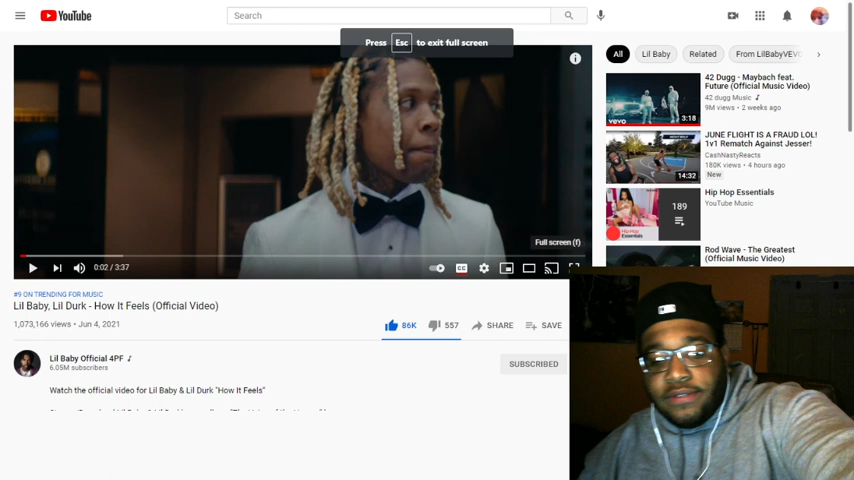 YouTube
Search
Press Esc to exit full screen
Full screen (f)
0:02 / 3:37
CC
#9 ON TRENDING FOR MUSIC
Lil Baby, Lil Durk - How It Feels (Official Video)
1,073,166 views • Jun 4, 2021
86K
557
SHARE
SAVE
Lil Baby Official 4PF
6.05M subscribers
SUBSCRIBED
Watch the official video for Lil Baby & Lil Durk "How It Feels"
All
Lil Baby
Related
From LilBabyVEVO
42 Dugg - Maybach feat.
Future (Official Music Video)
42 dugg Music
9M views • 2 weeks ago
vevo
3:18
JUNE FLIGHT IS A FRAUD LOL!
1v1 Rematch Against Jesser!
CashNastyReacts
180K views • 4 hours ago
New
14:32
Hip Hop Essentials
YouTube Music
189
Hip-Hop
Essentials
Rod Wave - The Greatest
(Official Music Video)